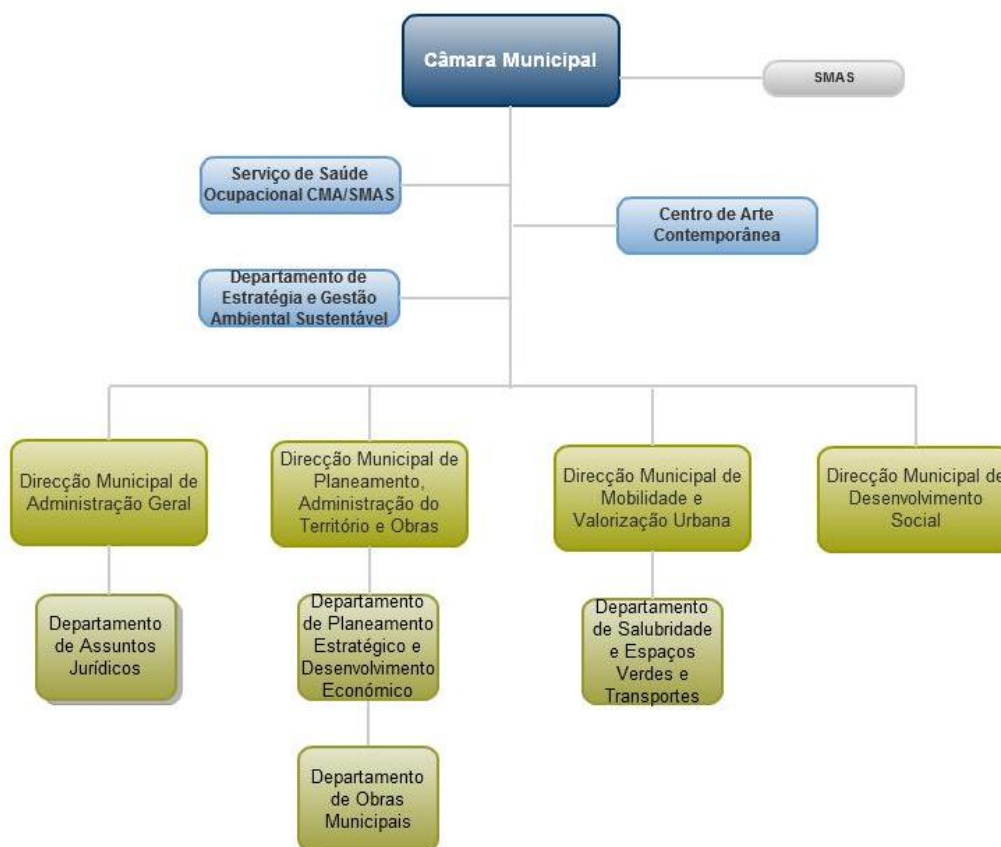 Câmara Municipal
SMAS
Serviço de Saúde
Ocupacional CMA/SMAS
Centro de Arte
Contemporânea
Departamento de
Estratégia e Gestão
Ambiental Sustentável
Direcção Municipal de
Administração Geral
Direcção Municipal de
Planeamento,
Administração do
Território e Obras
Direcção Municipal de
Mobilidade e
Valorização Urbana
Direcção Municipal de
Desenvolvimento
Social
Departamento
de Assuntos
Jurídicos
Departamento
de Planeamento
Estratégico e
Desenvolvimento
Económico
Departamento
de Salubridade
e Espaços
Verdes e
Transportes
Departamento
de Obras
Municipais